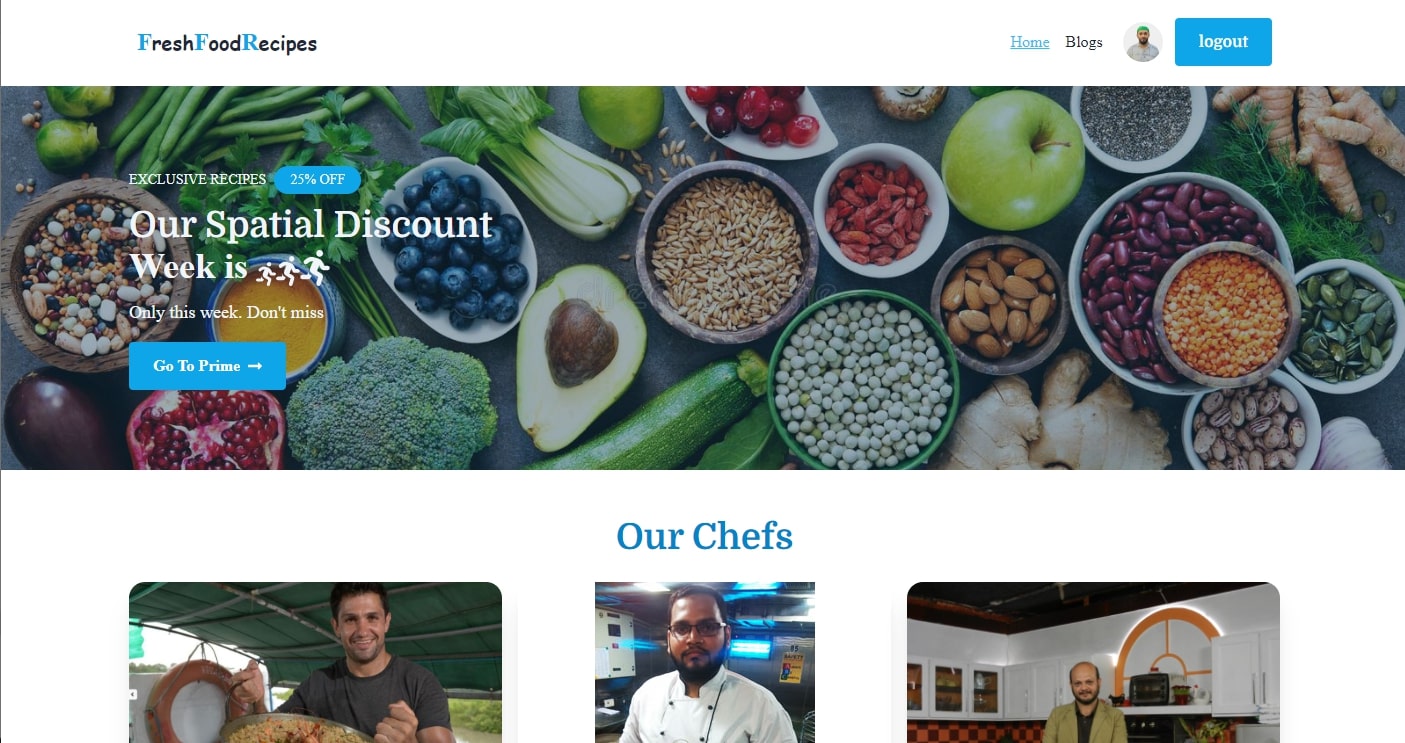 FreshFoodRecipes
Home Blogs logout
EXCLUSIVE RECIPES 25% OFF
Our Spatial Discount
Week is
Only this week. Don't miss
Go To Prime
Our Chefs